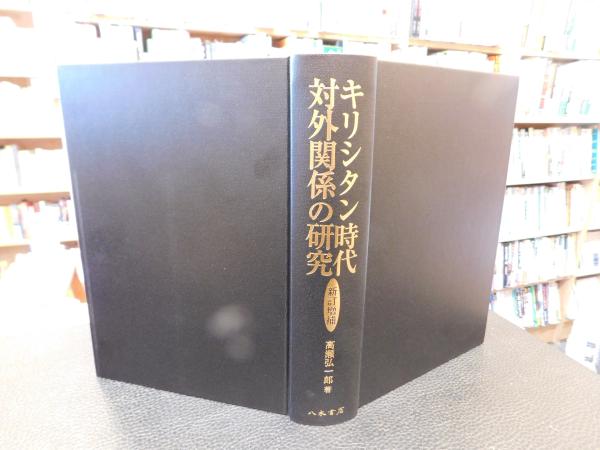 キリシタン時代
対外関係の研究
新訂増補
高瀬弘一郎 著
八木書店